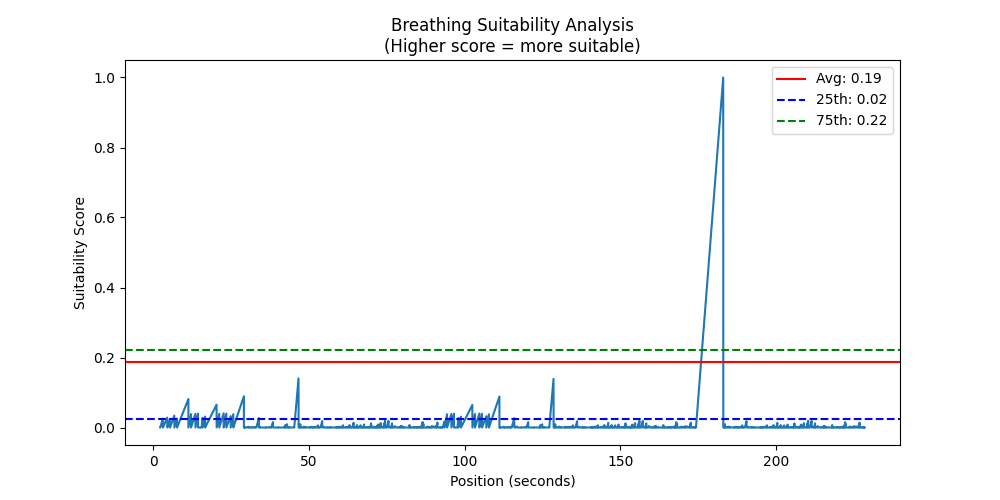 Breathing Suitability Analysis
(Higher score = more suitable)
Avg: 0.19
25th: 0.02
75th: 0.22
Suitability Score
1.0
0.8
0.6
0.4
0.2
0.0
0
50
100
150
200
Position (seconds)